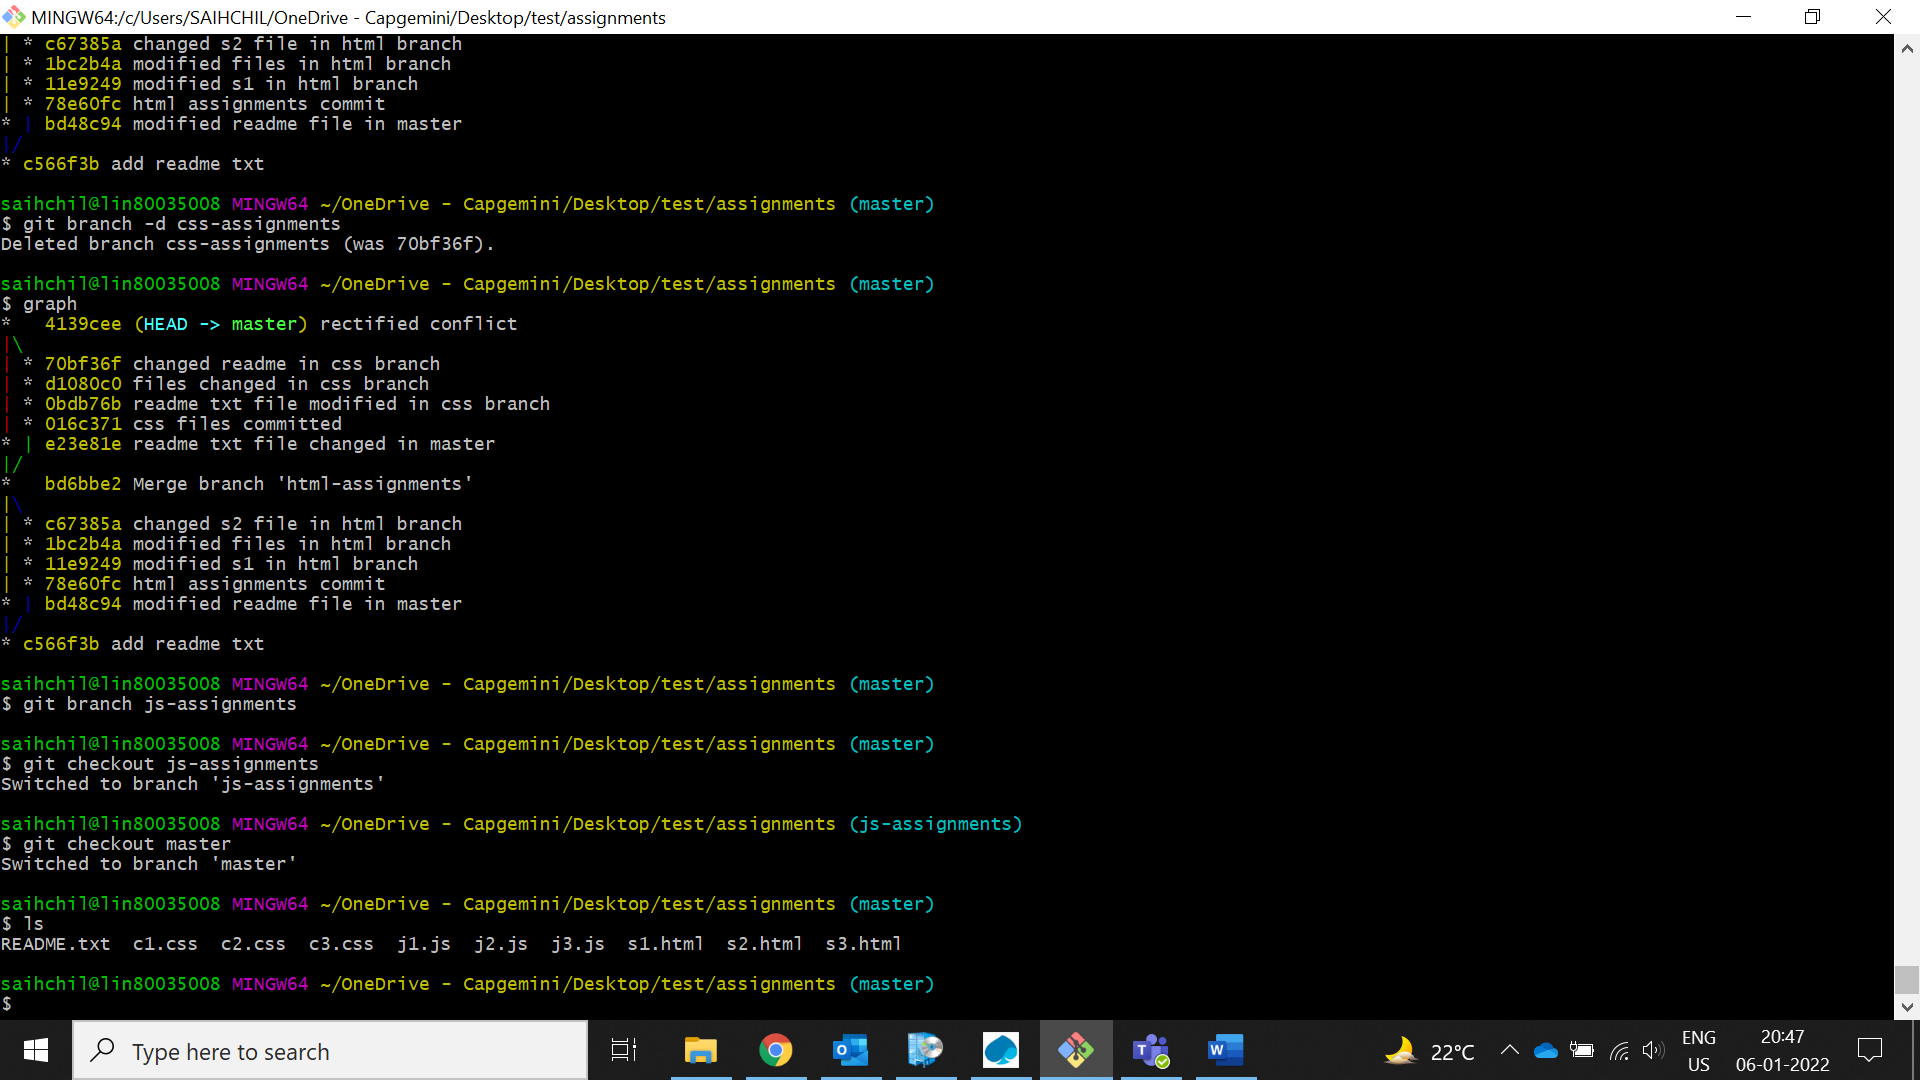 MINGW64:/c/Users/SAIHCHIL/OneDrive - Capgemini/Desktop/test/assignments
| * c67385a changed s2 file in html branch
| * 1bc2b4a modified files in html branch
| * 11e9249 modified s1 in html branch
| * 78e60fc html assignments commit
* | bd48c94 modified readme file in master
|/
* c566f3b add readme txt
saihchil@lin80035008 MINGW64 ~/OneDrive - Capgemini/Desktop/test/assignments (master)
$ git branch -d css-assignments
Deleted branch css-assignments (was 70bf36f).
saihchil@lin80035008 MINGW64 ~/OneDrive - Capgemini/Desktop/test/assignments (master)
$ graph
*   4139cee (HEAD -> master) rectified conflict
|\
| * 70bf36f changed readme in css branch
| * d1080c0 files changed in css branch
| * 0bdb76b readme txt file modified in css branch
| * 016c371 css files committed
* | e23e81e readme txt file changed in master
|/
*   bd6bbe2 Merge branch 'html-assignments'
|\
| * c67385a changed s2 file in html branch
| * 1bc2b4a modified files in html branch
| * 11e9249 modified s1 in html branch
| * 78e60fc html assignments commit
* | bd48c94 modified readme file in master
|/
* c566f3b add readme txt
saihchil@lin80035008 MINGW64 ~/OneDrive - Capgemini/Desktop/test/assignments (master)
$ git branch js-assignments
saihchil@lin80035008 MINGW64 ~/OneDrive - Capgemini/Desktop/test/assignments (master)
$ git checkout js-assignments
Switched to branch 'js-assignments'
saihchil@lin80035008 MINGW64 ~/OneDrive - Capgemini/Desktop/test/assignments (js-assignments)
$ git checkout master
Switched to branch 'master'
saihchil@lin80035008 MINGW64 ~/OneDrive - Capgemini/Desktop/test/assignments (master)
$ ls
README.txt  c1.css  c2.css  c3.css  j1.js  j2.js  j3.js  s1.html  s2.html  s3.html
saihchil@lin80035008 MINGW64 ~/OneDrive - Capgemini/Desktop/test/assignments (master)
$
Type here to search
22°C
ENG
US
20:47
06-01-2022